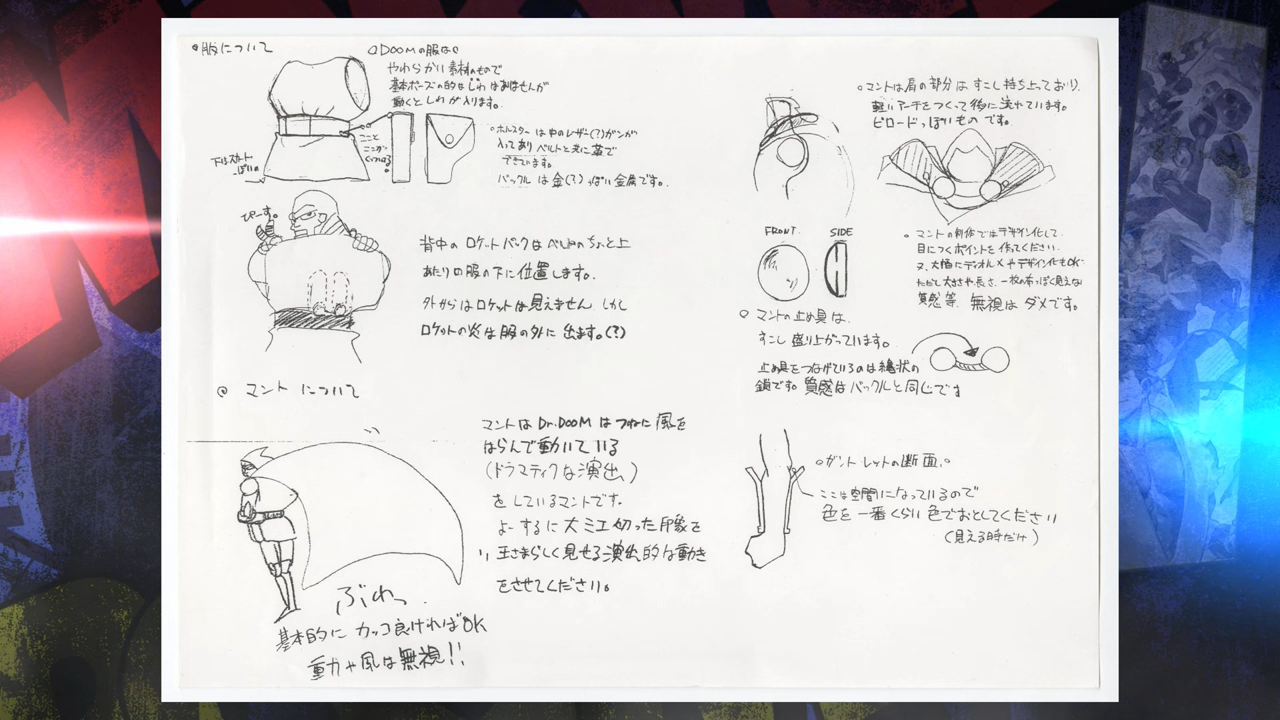 服について
DOOMの服は
やわらかい素材のもので
基本ポーズの時は しわ はありませんが
動くと しわ が入ります。
ここと
ここが
くっつける
下はスカート
っぽい。
ホルスター は 中のレザー(?)ガンが
入っており ベルトと共に革で
できています。
バックル は 金(?)っぽい 金属です。
ぴーす。
背中の ロケットパックは ベルトのちょっと上
あたりの服の下に 位置します。
外からは ロケットは 見えません しかし
ロケットの炎は 服の外に 出ます。(?)
マント について
マントは Dr.DOOM は つねに 風を
はらんで動いている
(ドラマティックな演出)
をしているマントです。
よーするに 大ミエ切った 印象を
王さまらしく 見せる演出的な動き
をさせてください。
ぶわっ
基本的に カッコ良ければOK
重力や風は無視!!
マントは 肩の部分 は すこし 持ち上っており、
軽いアーチをつくって 後に 流れています。
ビロードっぽいもの です。
FRONT.
SIDE
マントの動作ではデザイン化して
目につくポイントを 作ってください
又、大幅にディフォルメやデザイン化もOK
ただし 大きさや長さ、一枚の布っぽく見える
質感 等、無視は ダメです。
マントの止め具は、
すこし 盛り上がっています。
止め具をつなげているのは 縄状の
鎖です。質感は バックルと同じです
ガントレットの断面。
ここは空間になっているので
色を 一番 くらい 色でおとしてください
(見える時だけ)